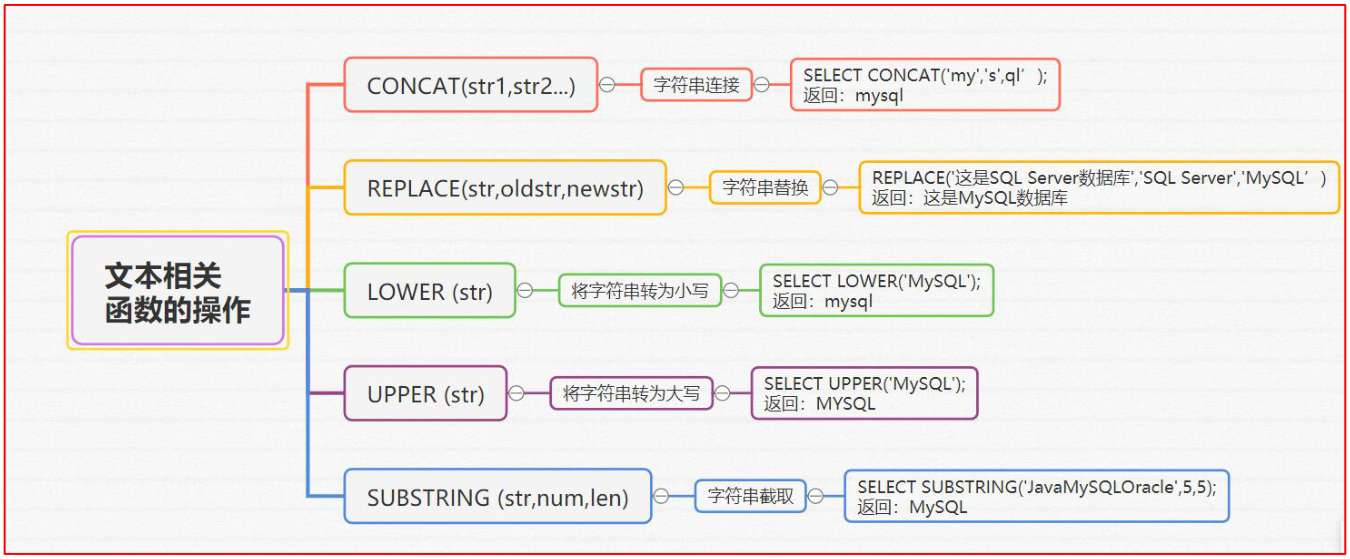 文本相关
函数的操作
CONCAT(str1,str2...)
字符串连接
SELECT CONCAT('my','s',ql'）;
返回：mysql
REPLACE(str,oldstr,newstr)
字符串替换
REPLACE('这是SQL Server数据库','SQL Server','MySQL'）
返回：这是MySQL数据库
LOWER (str)
将字符串转为小写
SELECT LOWER('MySQL');
返回：mysql
UPPER (str)
将字符串转为大写
SELECT UPPER('MySQL');
返回：MYSQL
SUBSTRING (str,num,len)
字符串截取
SELECT SUBSTRING('JavaMySQLOracle',5,5);
返回：MySQL